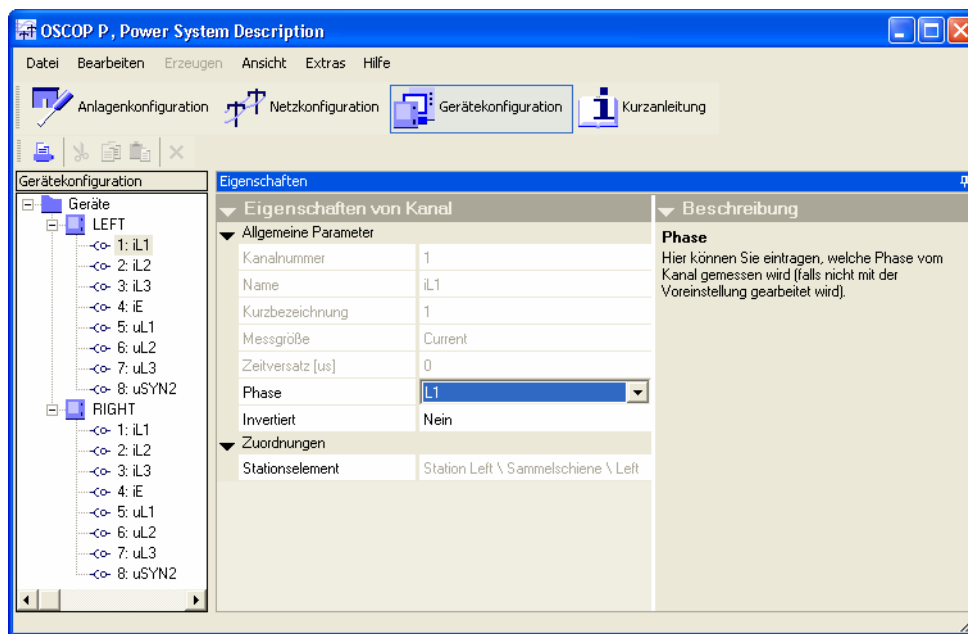 OSCOP P, Power System Description
Datei Bearbeiten Erzeugen Ansicht Extras Hilfe
Anlagenkonfiguration Netzkonfiguration Gerätekonfiguration Kurzanleitung
Gerätekonfiguration
Geräte
LEFT
1: iL1
2: iL2
3: iL3
4: iE
5: uL1
6: uL2
7: uL3
8: uSYN2
RIGHT
1: iL1
2: iL2
3: iL3
4: iE
5: uL1
6: uL2
7: uL3
8: uSYN2
Eigenschaften
Eigenschaften von Kanal
Allgemeine Parameter
Kanalnummer 1
Name iL1
Kurzbezeichnung 1
Messgröße Current
Zeitversatz [us] 0
Phase L1
Invertiert Nein
Zuordnungen
Stationselement Station Left \ Sammelschiene \ Left
Beschreibung
Phase
Hier können Sie eintragen, welche Phase vom
Kanal gemessen wird (falls nicht mit der
Voreinstellung gearbeitet wird).